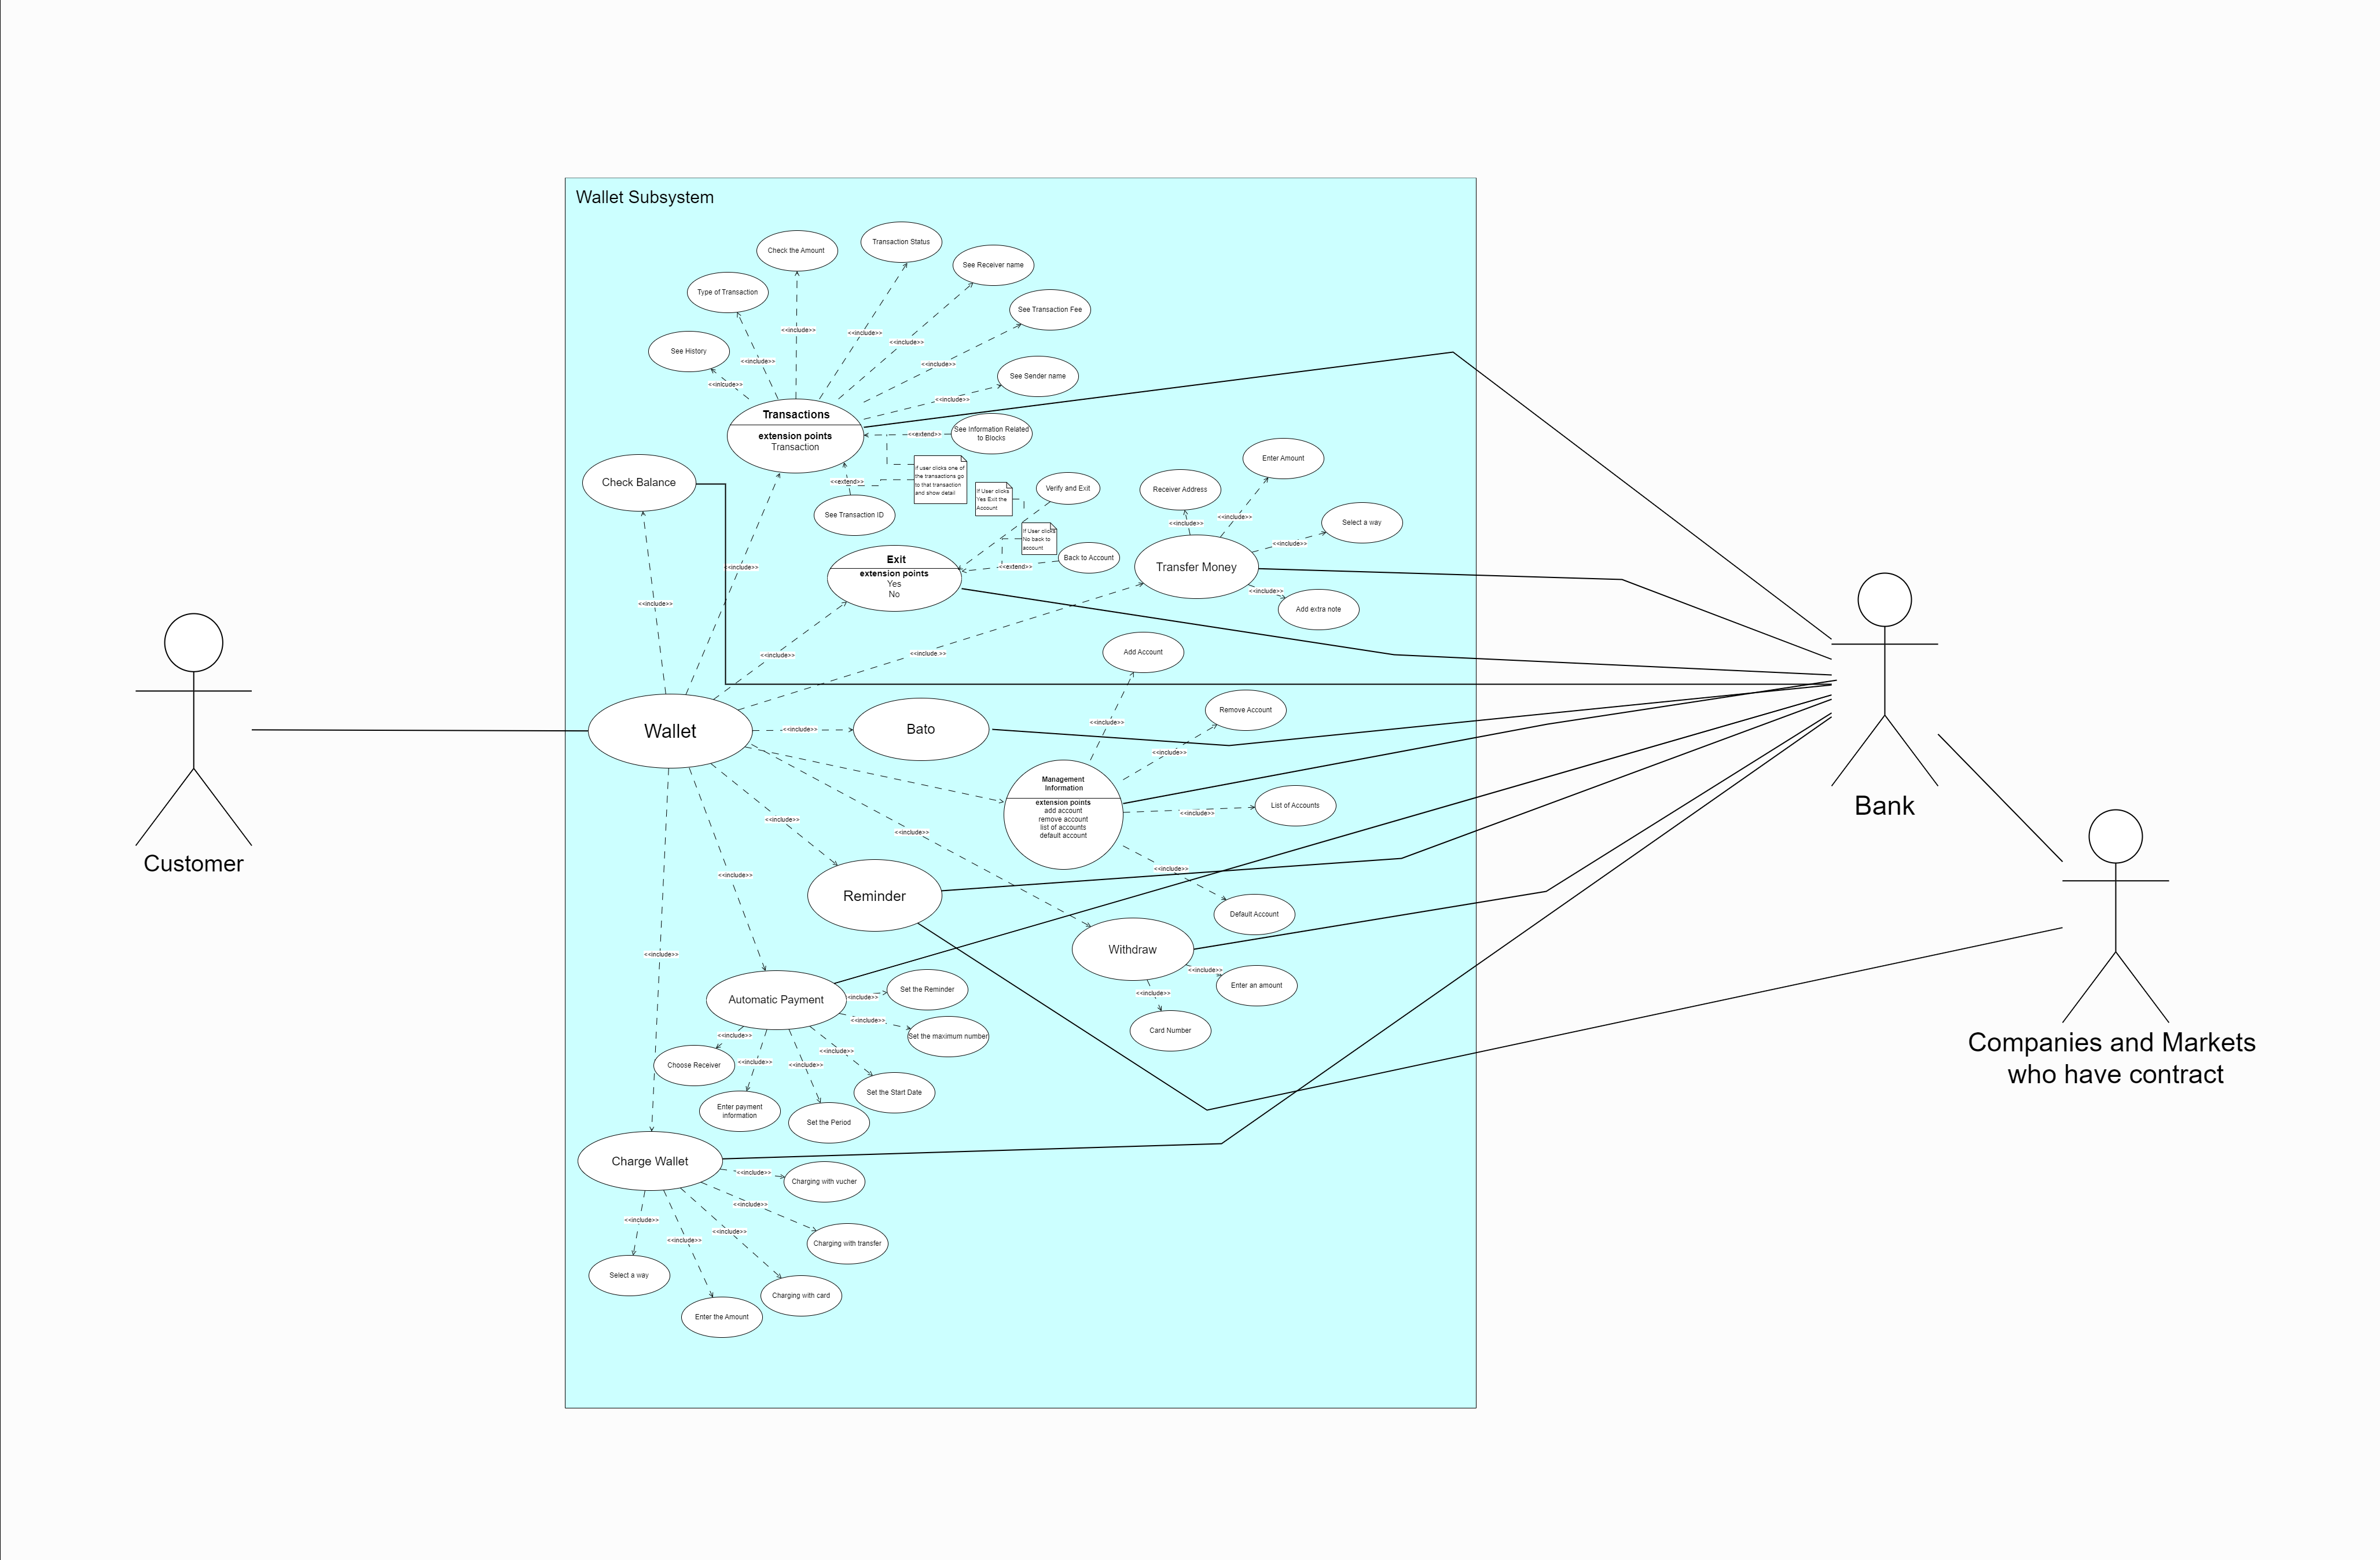 Wallet Subsystem
Transaction Status
Check the Amount
See Receiver name
Type of Transaction
See Transaction Fee
<<include>>
<<include>>
<<include>>
See History
<<include>>
<<include>>
See Sender name
<<inlcude>>
<<include>>
Transactions
extension points
Transaction
<<extend>>
See Information Related
to Blocks
if user clicks one of
the transactions go
to that transaction
and show detail
<<extend>>
See Transaction ID
Check Balance
If User clicks
Yes Exit the
Account
Verify and Exit
If User clicks
No back to
account
Back to Account
<<extend>>
Exit
extension points
Yes
No
Enter Amount
Receiver Address
Select a way
<<include>>
<<include>>
<<include>>
Transfer Money
<<include>>
Add extra note
<<include>>
<<include>>
<<include>>
<<include.>>
Customer
Wallet
<<include>>
Bato
Add Account
Remove Account
<<include>>
<<include>>
Management
Information
extension points
add account
remove account
list of accounts
default account
<<include>>
List of Accounts
<<include>>
Default Account
<<include>>
<<include>>
<<include>>
<<include>>
Reminder
Withdraw
<<include>>
Enter an amount
<<include>>
Card Number
Automatic Payment
<include>>
Set the Reminder
<<include>>
Set the maximum number
<<include>>
<<include>>
<<include>>
<<include>>
Choose Receiver
Enter payment
information
Set the Period
Set the Start Date
Charge Wallet
<<include>>
Charging with vucher
<<include>>
Charging with transfer
<<include>>
Charging with card
<<include>>
Enter the Amount
<<include>>
Select a way
Bank
Companies and Markets
who have contract